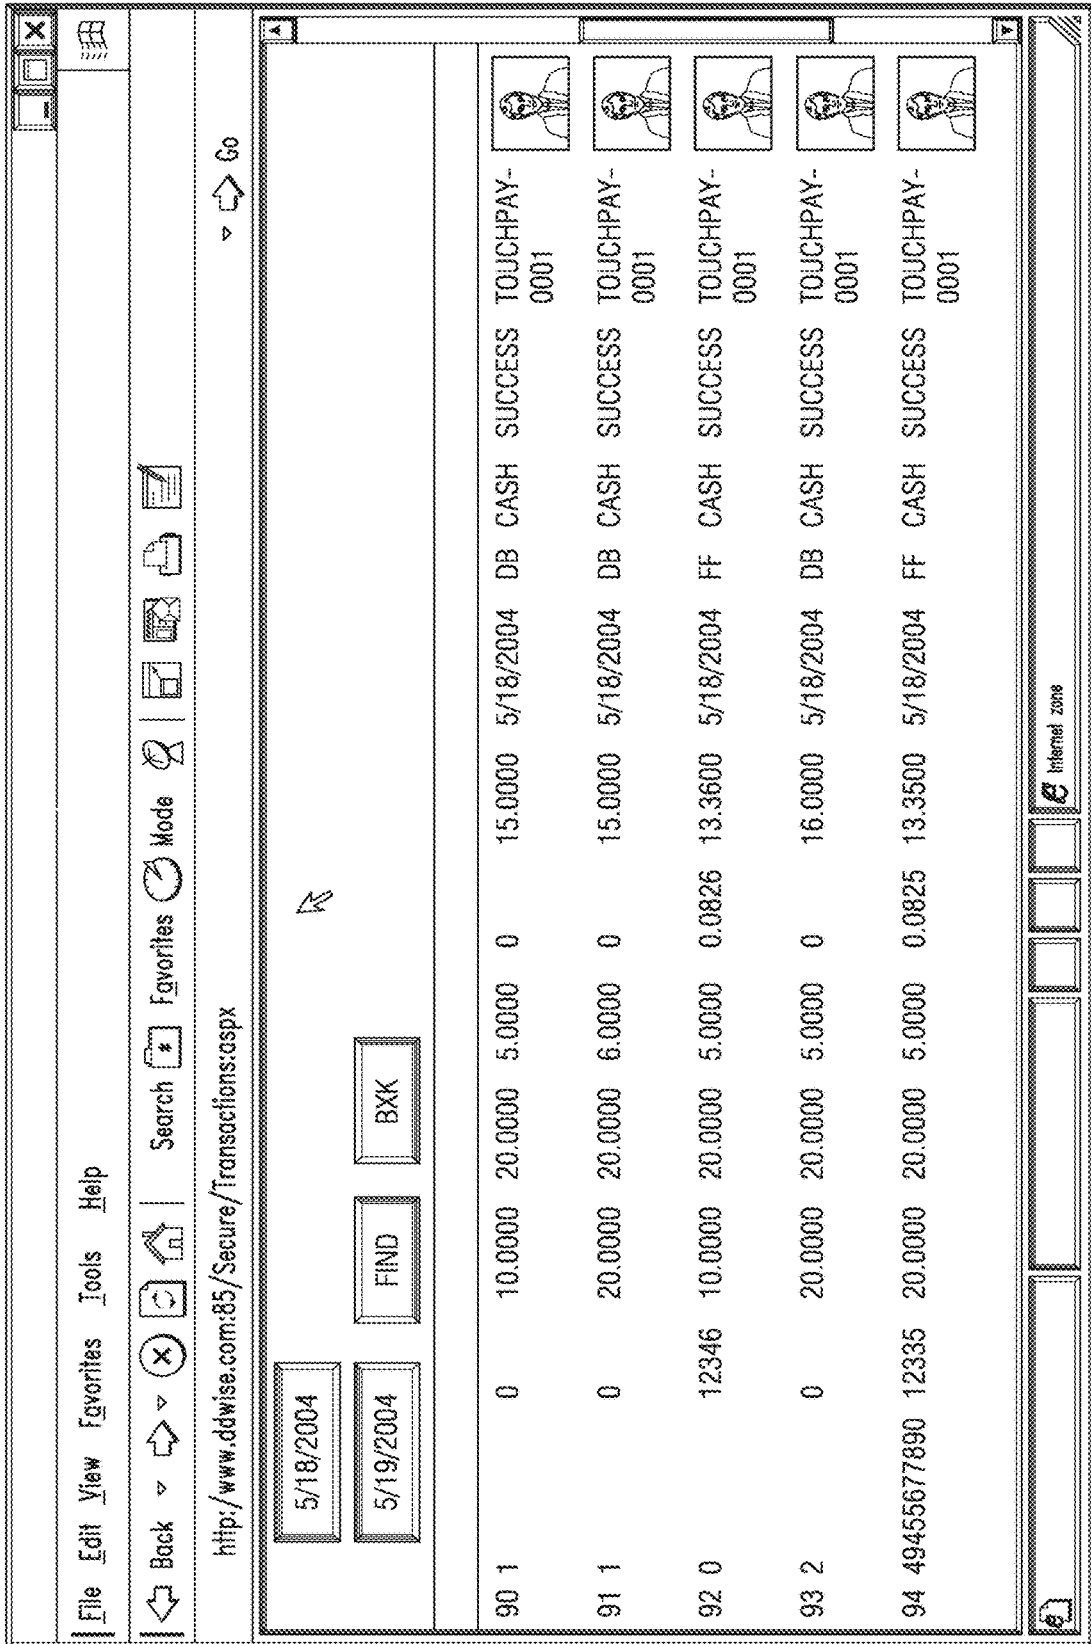 File Edit View Favorites Tools Help
Back Search Favorites Mode
http:/www.ddwise.com:85/Secure/Transactions:aspx Go
5/18/2004
5/19/2004 FIND BXK
90 1 0 10.0000 20.0000 5.0000 0 15.0000 5/18/2004 DB CASH SUCCESS TOUCHPAY-
0001
91 1 0 20.0000 20.0000 6.0000 0 15.0000 5/18/2004 DB CASH SUCCESS TOUCHPAY-
0001
92 0 12346 10.0000 20.0000 5.0000 0.0826 13.3600 5/18/2004 FF CASH SUCCESS TOUCHPAY-
0001
93 2 0 20.0000 20.0000 5.0000 0 16.0000 5/18/2004 DB CASH SUCCESS TOUCHPAY-
0001
94 49455677890 12335 20.0000 20.0000 5.0000 0.0825 13.3500 5/18/2004 FF CASH SUCCESS TOUCHPAY-
0001
Internet zone